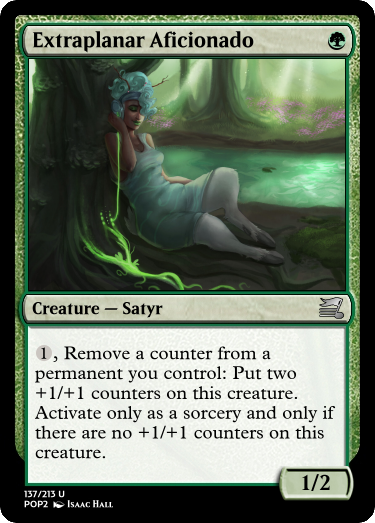 Extraplanar Aficionado
Creature — Satyr
1, Remove a counter from a
permanent you control: Put two
+1/+1 counters on this creature.
Activate only as a sorcery and only if
there are no +1/+1 counters on this
creature.
1/2
137/213 U
POP2 Isaac Hall